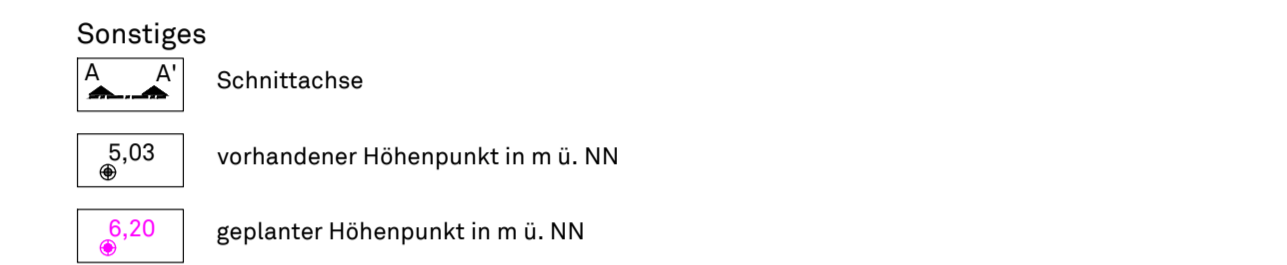 Sonstiges
A A' Schnittachse
5,03 vorhandener Höhenpunkt in m ü. NN
6,20 geplanter Höhenpunkt in m ü. NN